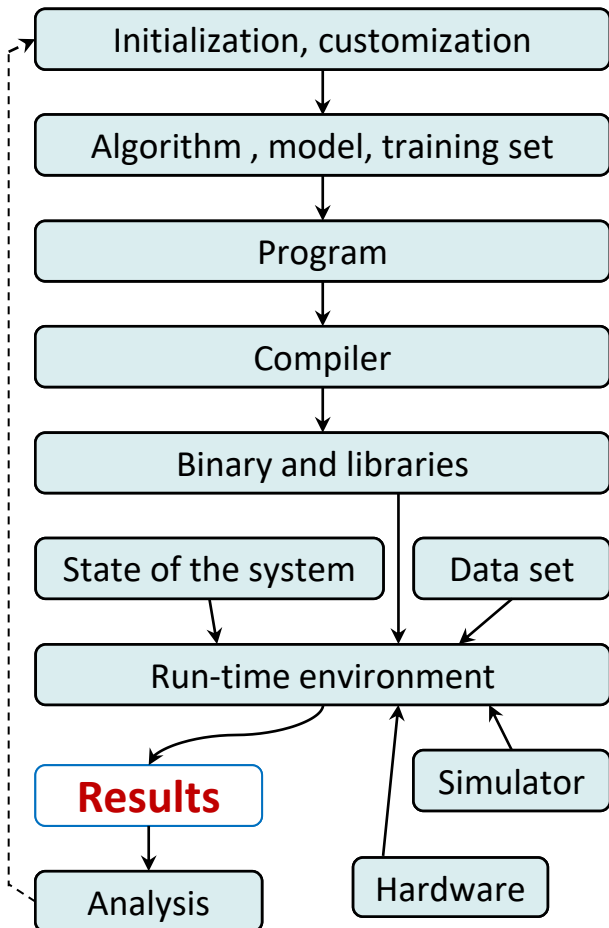 Initialization, customization
Algorithm , model, training set
Program
Compiler
Binary and libraries
State of the system
Data set
Run-time environment
Results
Simulator
Analysis
Hardware